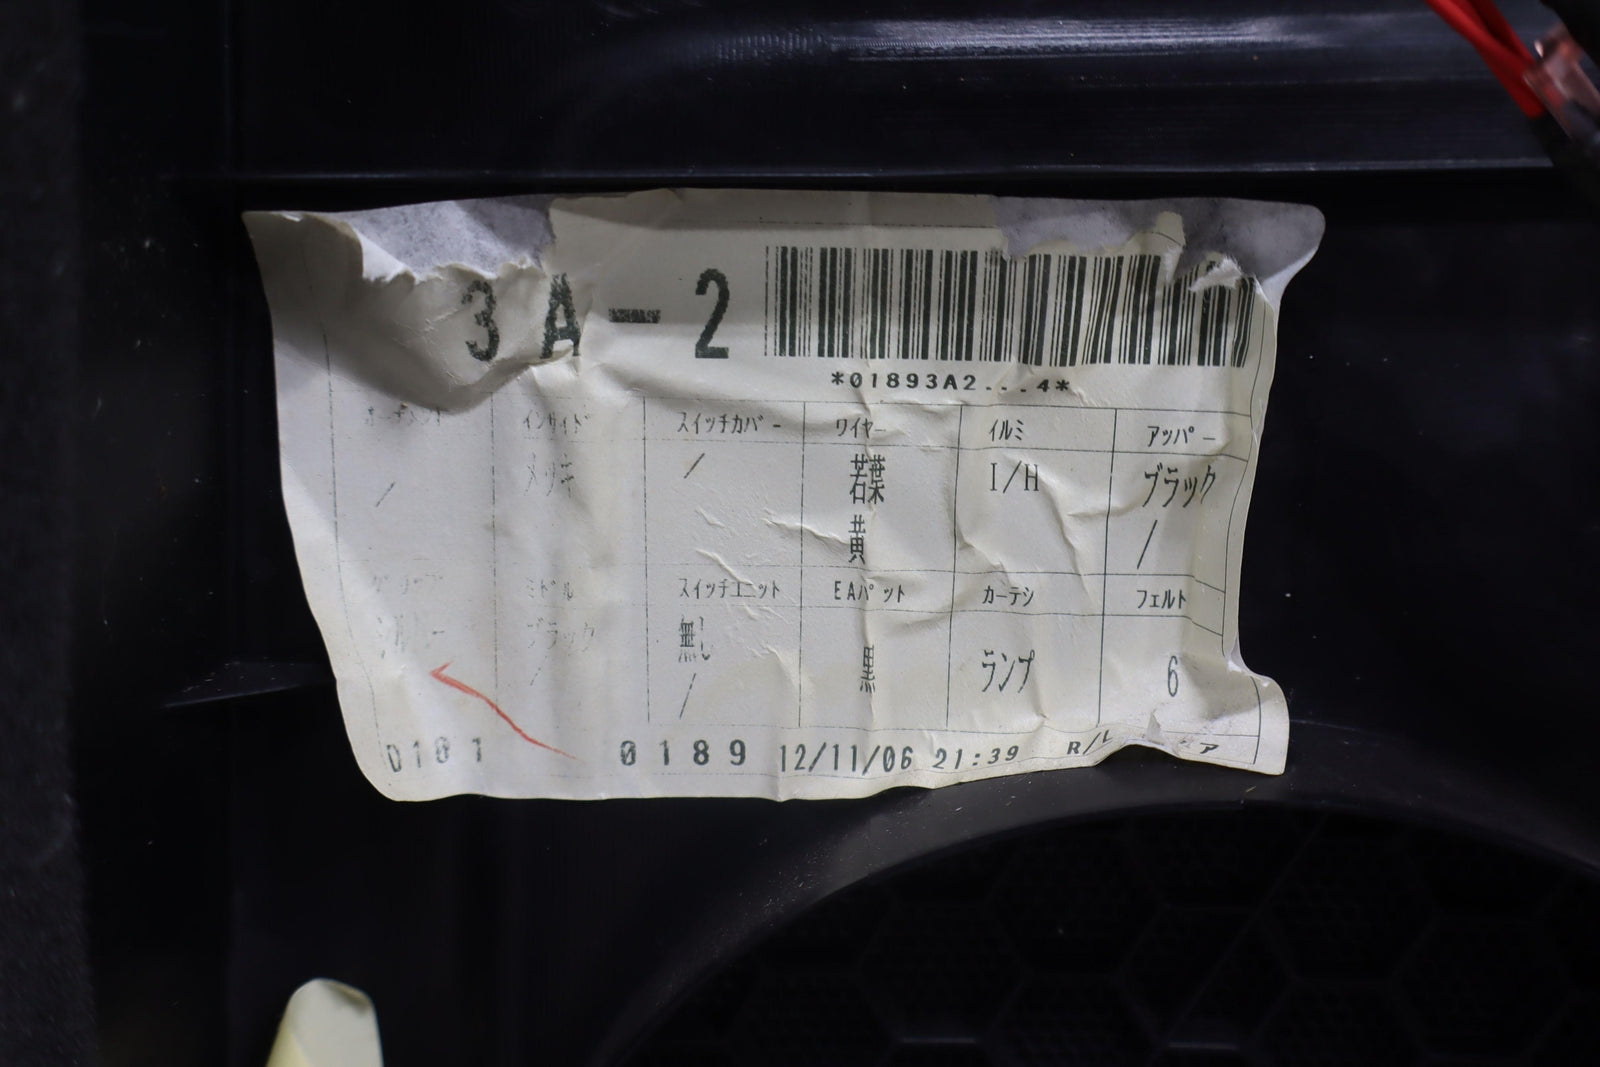 3A-2
*01893A2...4*
インサイド スイッチカバー ワイヤー イルミ アッパー
/ メッキ / 若葉 I/H ブラック
黄 /
ミドル スイッチユニット EAパット カーテシ フェルト
ブラック 無し 黒 ランプ 6
/ /
D101 0189 12/11/06 21:39 R/L